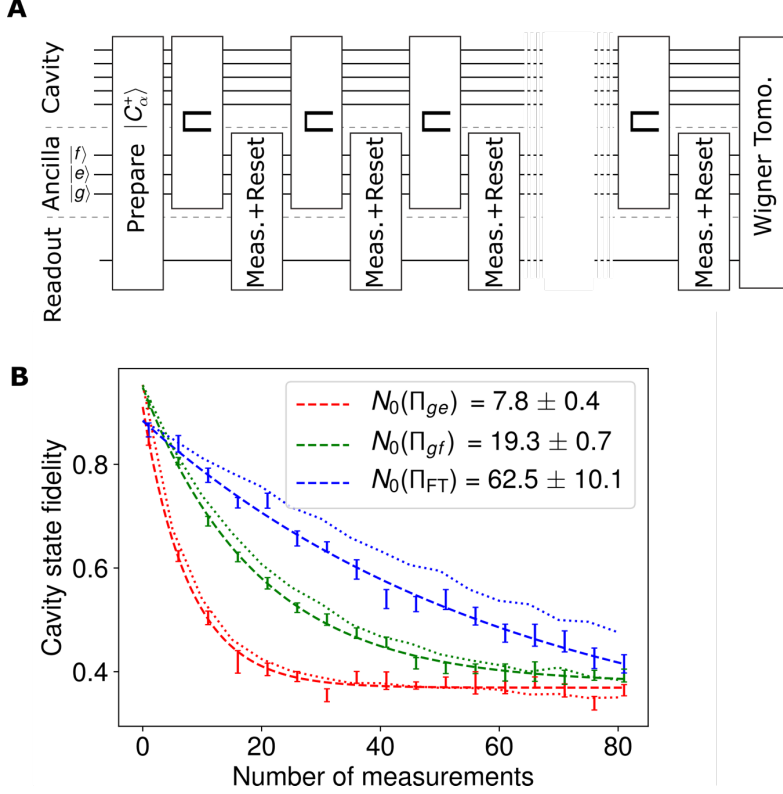 A
Cavity
Ancilla
Readout
|f⟩
|e⟩
|g⟩
Prepare |C⁺α⟩
Π
Meas.+Reset
Π
Meas.+Reset
Π
Meas.+Reset
Π
Meas.+Reset
Wigner Tomo.
B
N₀(Π_ge) = 7.8 ± 0.4
N₀(Π_gf) = 19.3 ± 0.7
N₀(Π_FT) = 62.5 ± 10.1
Cavity state fidelity
0.8
0.6
0.4
0 20 40 60 80
Number of measurements